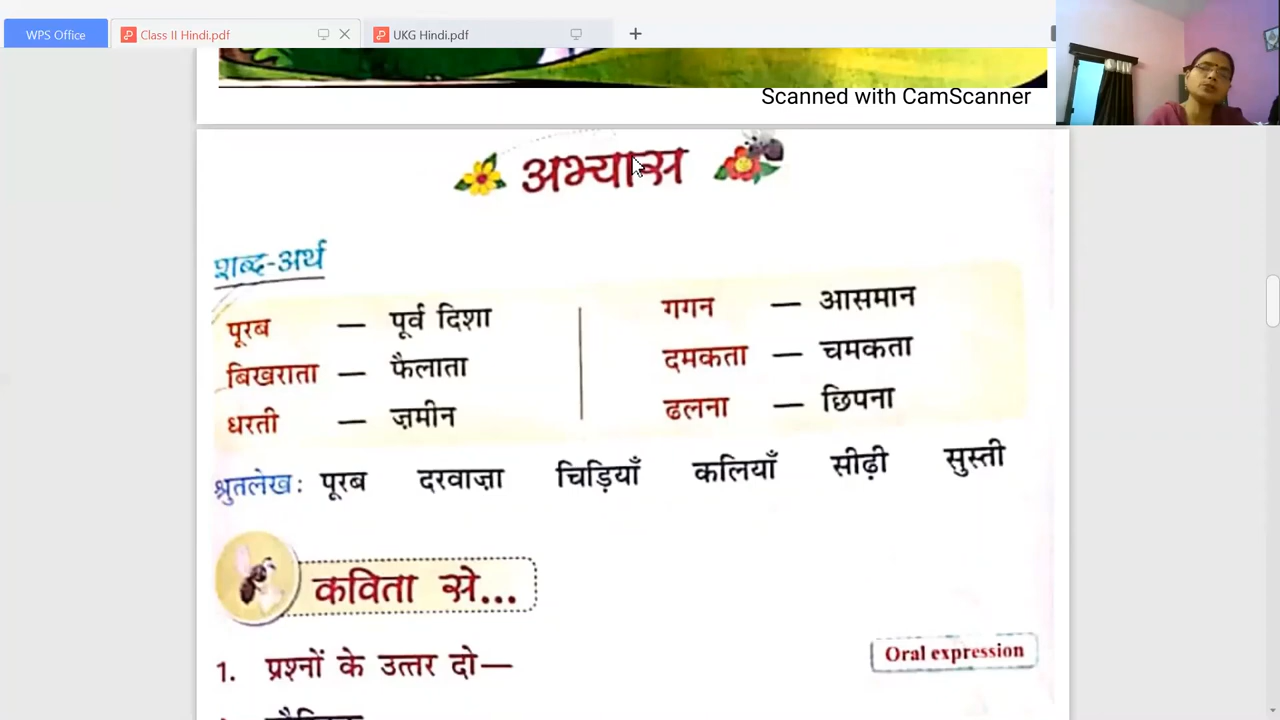 WPS Office Class II Hindi.pdf UKG Hindi.pdf
Scanned with CamScanner
अभ्यास
शब्द-अर्थ
पूरब — पूर्व दिशा गगन — आसमान
बिखराता — फैलाता दमकता — चमकता
धरती — ज़मीन ढलना — छिपना
श्रुतलेख: पूरब दरवाज़ा चिड़ियाँ कलियाँ सीढ़ी सुस्ती
कविता से...
1. प्रश्नों के उत्तर दो—
Oral expression